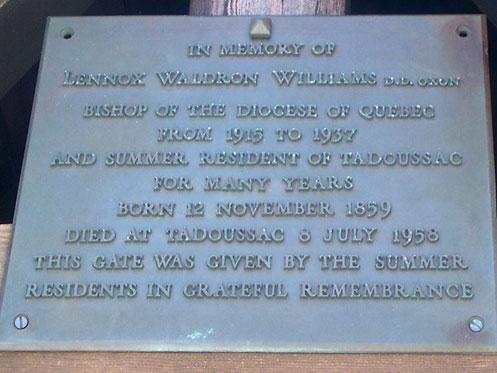 IN MEMORY OF
LENNOX WALDRON WILLIAMS D.D. OXON
BISHOP OF THE DIOCESE OF QUEBEC
FROM 1915 TO 1937
AND SUMMER RESIDENT OF TADOUSSAC
FOR MANY YEARS
BORN 12 NOVEMBER 1859
DIED AT TADOUSSAC 8 JULY 1958
THIS GATE WAS GIVEN BY THE SUMMER
RESIDENTS IN GRATEFUL REMEMBRANCE